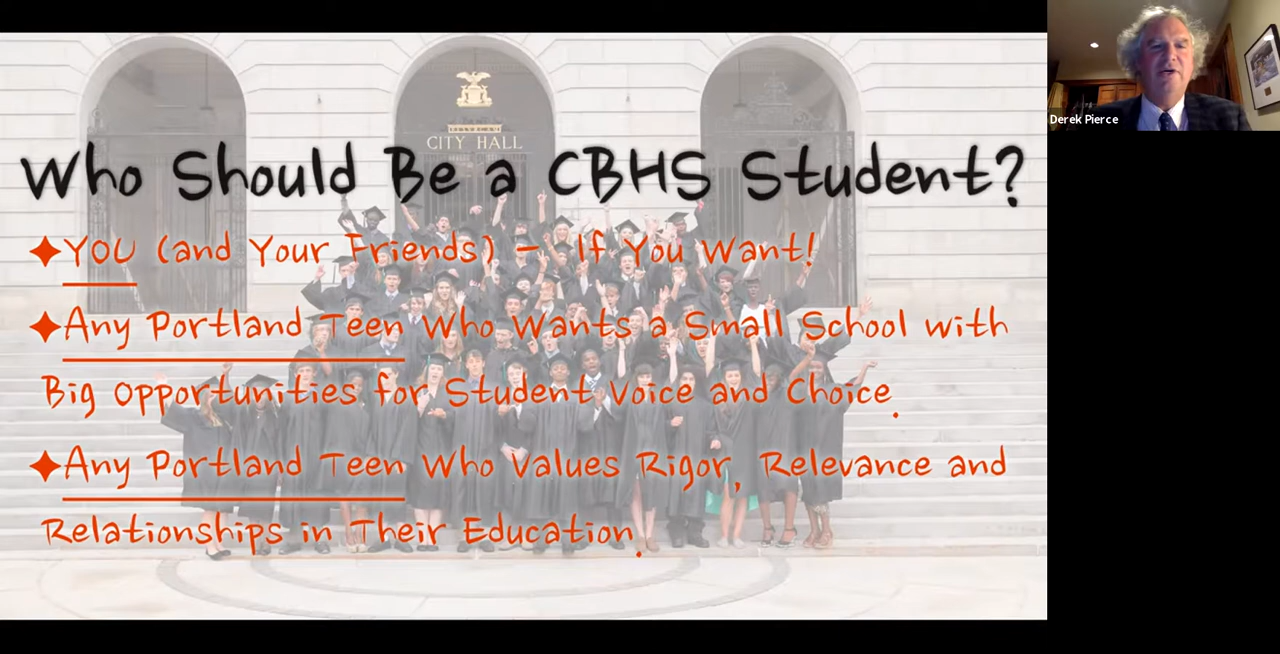 CITY HALL
Who Should Be a CBHS Student?
YOU (and Your Friends) - If You Want!
Any Portland Teen Who Wants a Small School with
Big Opportunities for Student Voice and Choice.
Any Portland Teen Who Values Rigor, Relevance and
Relationships in Their Education.
Derek Pierce